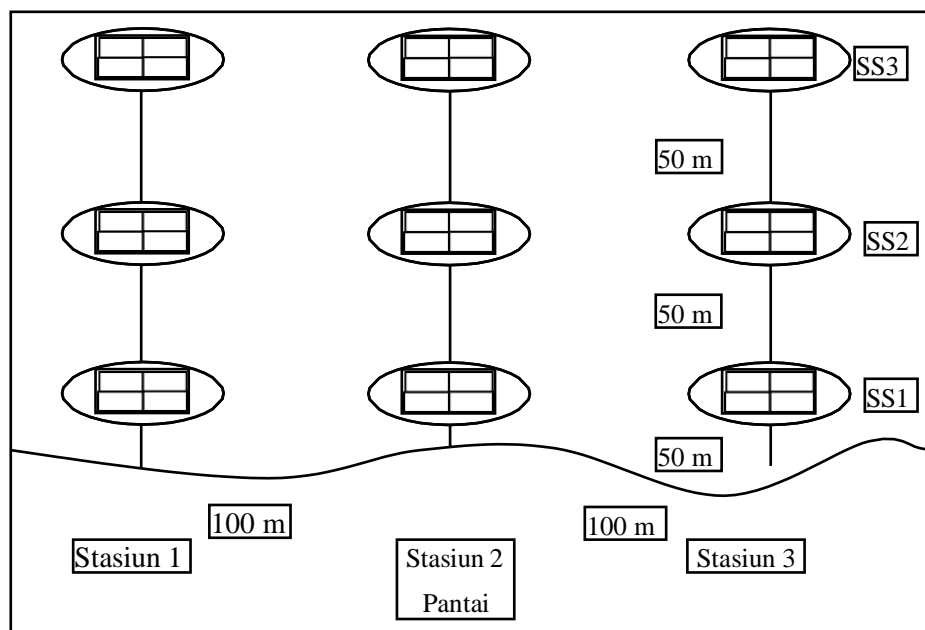 SS3
50 m
SS2
50 m
SS1
50 m
100 m
100 m
Stasiun 1
Stasiun 2
Pantai
Stasiun 3